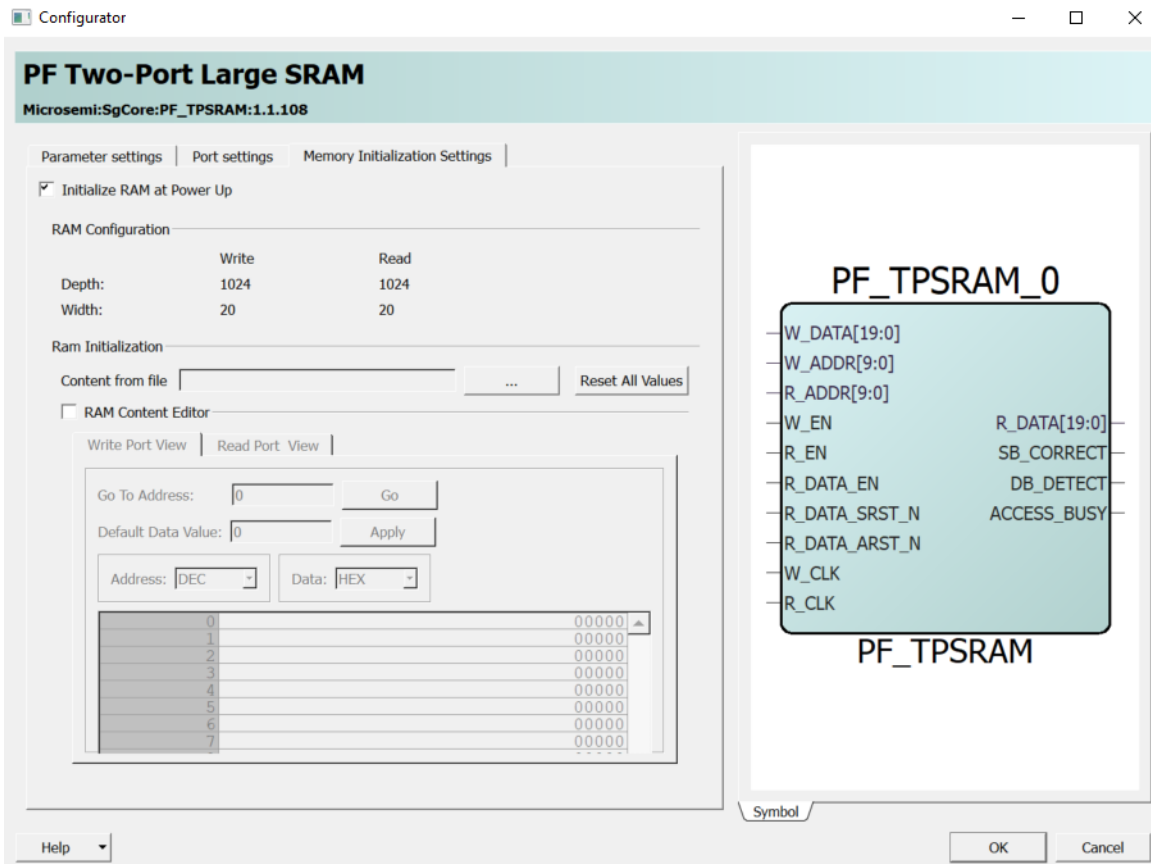 Configurator
PF Two-Port Large SRAM
Microsemi:SgCore:PF_TPSRAM:1.1.108
Parameter settings Port settings Memory Initialization Settings
Initialize RAM at Power Up
RAM Configuration
Write Read
Depth: 1024 1024
Width: 20 20
Ram Initialization
Content from file ... Reset All Values
RAM Content Editor
Write Port View Read Port View
Go To Address: 0 Go
Default Data Value: 0 Apply
Address: DEC Data: HEX
0 00000
1 00000
2 00000
3 00000
4 00000
5 00000
6 00000
7 00000
PF_TPSRAM_0
W_DATA[19:0]
W_ADDR[9:0]
R_ADDR[9:0]
W_EN R_DATA[19:0]
R_EN SB_CORRECT
R_DATA_EN DB_DETECT
R_DATA_SRST_N ACCESS_BUSY
R_DATA_ARST_N
W_CLK
R_CLK
PF_TPSRAM
Symbol
Help OK Cancel